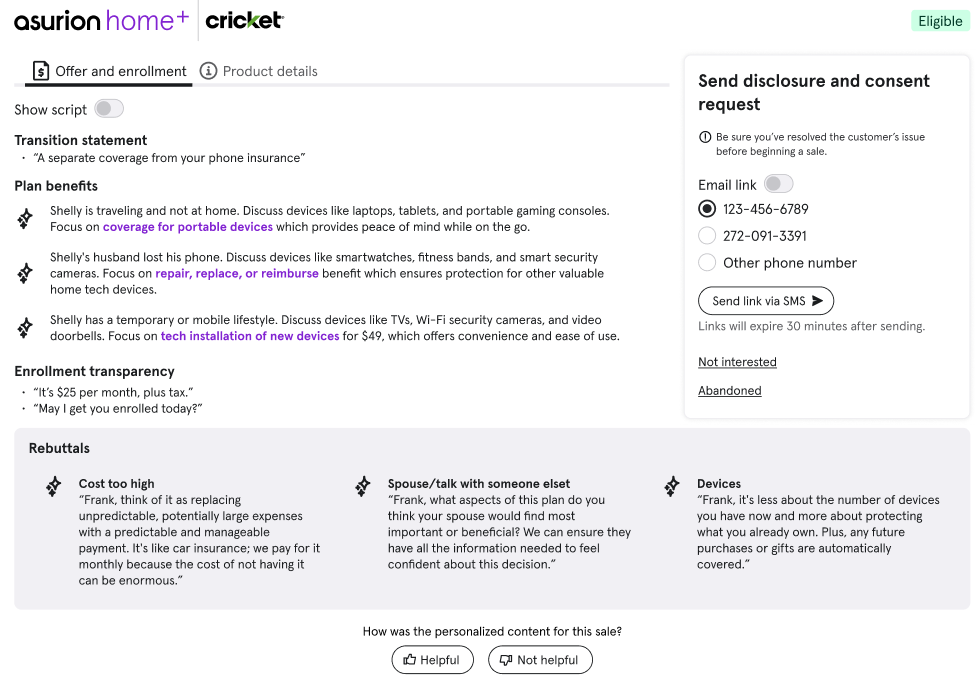 asurion home+ cricket
Eligible
Offer and enrollment Product details
Show script
Transition statement
· “A separate coverage from your phone insurance”
Plan benefits
Shelly is traveling and not at home. Discuss devices like laptops, tablets, and portable gaming consoles.
Focus on coverage for portable devices which provides peace of mind while on the go.
Shelly's husband lost his phone. Discuss devices like smartwatches, fitness bands, and smart security
cameras. Focus on repair, replace, or reimburse benefit which ensures protection for other valuable
home tech devices.
Shelly has a temporary or mobile lifestyle. Discuss devices like TVs, Wi-Fi security cameras, and video
doorbells. Focus on tech installation of new devices for $49, which offers convenience and ease of use.
Enrollment transparency
· “It’s $25 per month, plus tax.”
· “May I get you enrolled today?”
Send disclosure and consent
request
Be sure you’ve resolved the customer’s issue
before beginning a sale.
Email link
123-456-6789
272-091-3391
Other phone number
Send link via SMS
Links will expire 30 minutes after sending.
Not interested
Abandoned
Rebuttals
Cost too high
“Frank, think of it as replacing
unpredictable, potentially large expenses
with a predictable and manageable
payment. It's like car insurance; we pay for it
monthly because the cost of not having it
can be enormous.”
Spouse/talk with someone elset
“Frank, what aspects of this plan do you
think your spouse would find most
important or beneficial? We can ensure they
have all the information needed to feel
confident about this decision.”
Devices
“Frank, it's less about the number of devices
you have now and more about protecting
what you already own. Plus, any future
purchases or gifts are automatically
covered.”
How was the personalized content for this sale?
Helpful
Not helpful